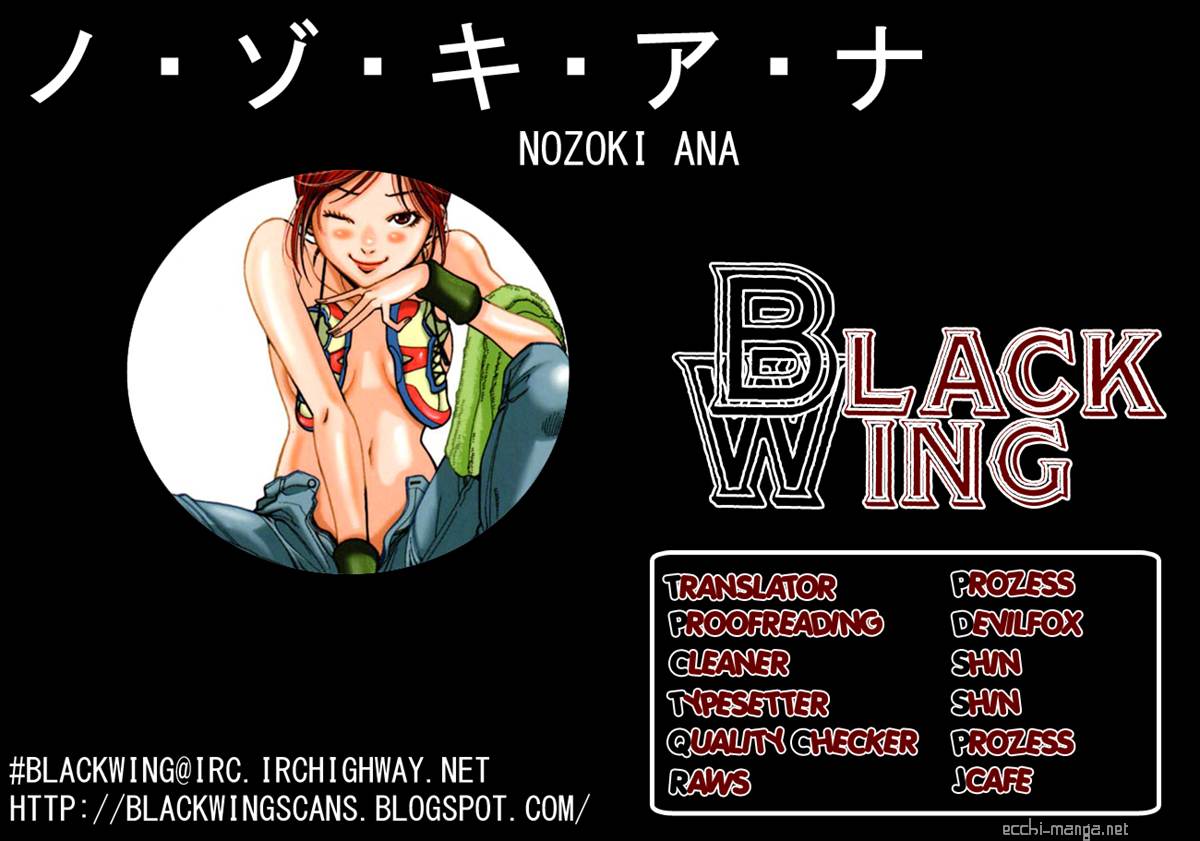 ノ・ゾ・キ・ア・ナ
NOZOKI ANA
BLACK
WING
TRANSLATOR PROZESS
PROOFREADING DEVILFOX
CLEANER SHIN
TYPESETTER SHIN
QUALITY CHECKER PROZESS
RAWS JCAFE
#BLACKWING@IRC.IRCHIGHWAY.NET
HTTP://BLACKWINGSCANS.BLOGSPOT.COM/
ecchi-manga.net